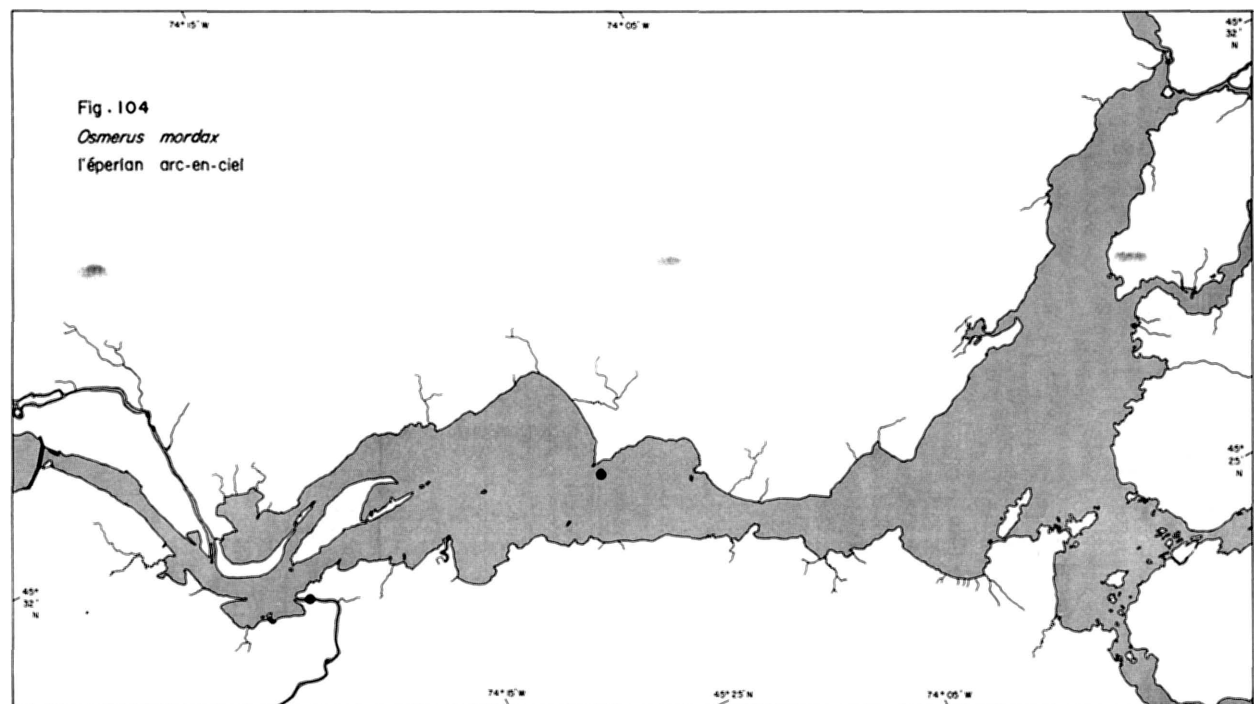 74° 15' W
74° 05' W
45°
32'
N
Fig. 104
Osmerus mordax
l'éperlan arc-en-ciel
45°
25'
N
45°
32'
N
74° 15' W
45° 25' N
74° 05' W